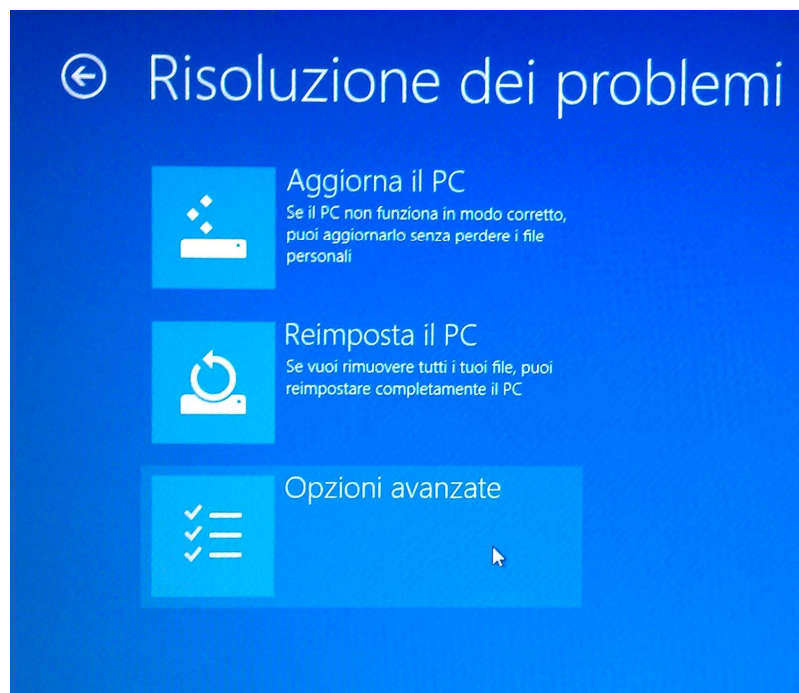 Risoluzione dei problemi
Aggiorna il PC
Se il PC non funziona in modo corretto,
puoi aggiornarlo senza perdere i file
personali
Reimposta il PC
Se vuoi rimuovere tutti i tuoi file, puoi
reimpostare completamente il PC
Opzioni avanzate